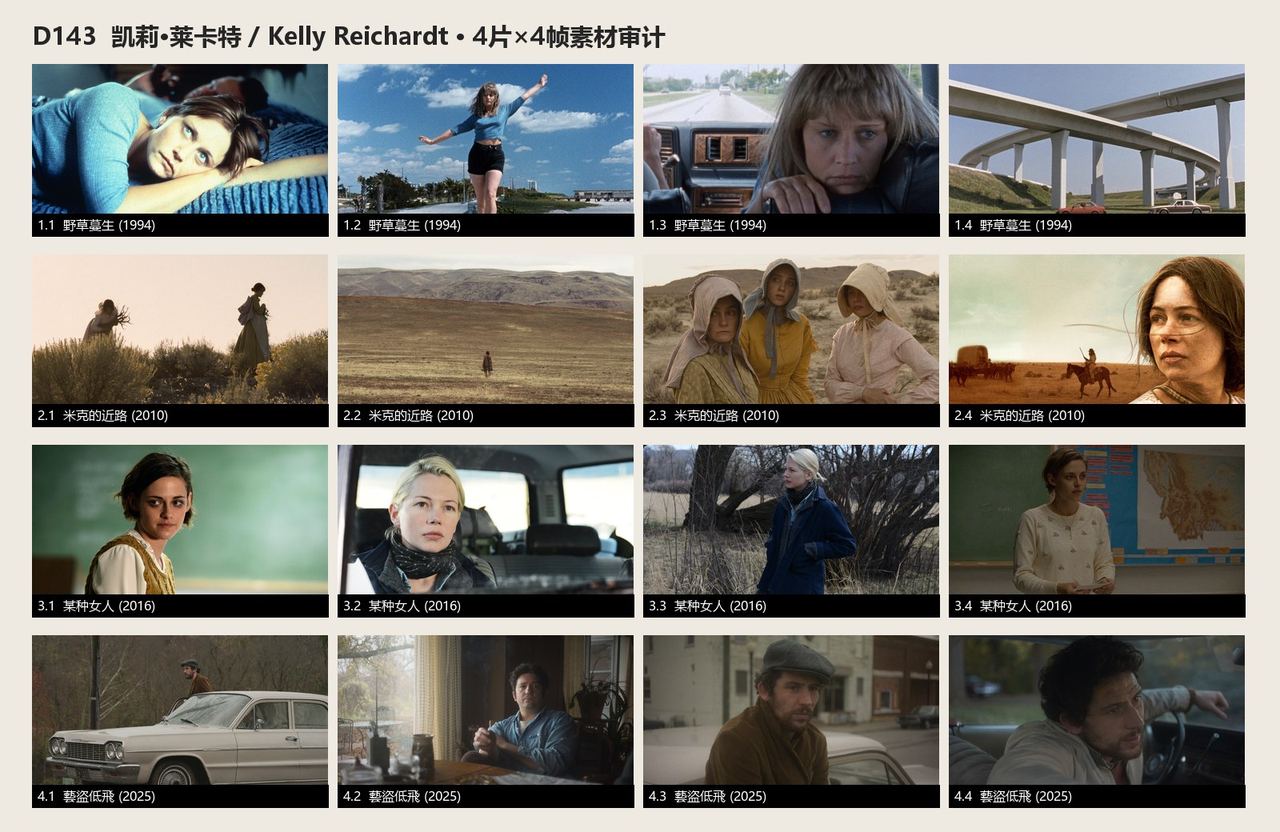 D143 凯莉•莱卡特 / Kelly Reichardt • 4片×4帧素材审计
1.1 野草蔓生 (1994)
1.2 野草蔓生 (1994)
1.3 野草蔓生 (1994)
1.4 野草蔓生 (1994)
2.1 米克的近路 (2010)
2.2 米克的近路 (2010)
2.3 米克的近路 (2010)
2.4 米克的近路 (2010)
3.1 某种女人 (2016)
3.2 某种女人 (2016)
3.3 某种女人 (2016)
3.4 某种女人 (2016)
4.1 藝盜低飛 (2025)
4.2 藝盜低飛 (2025)
4.3 藝盜低飛 (2025)
4.4 藝盜低飛 (2025)